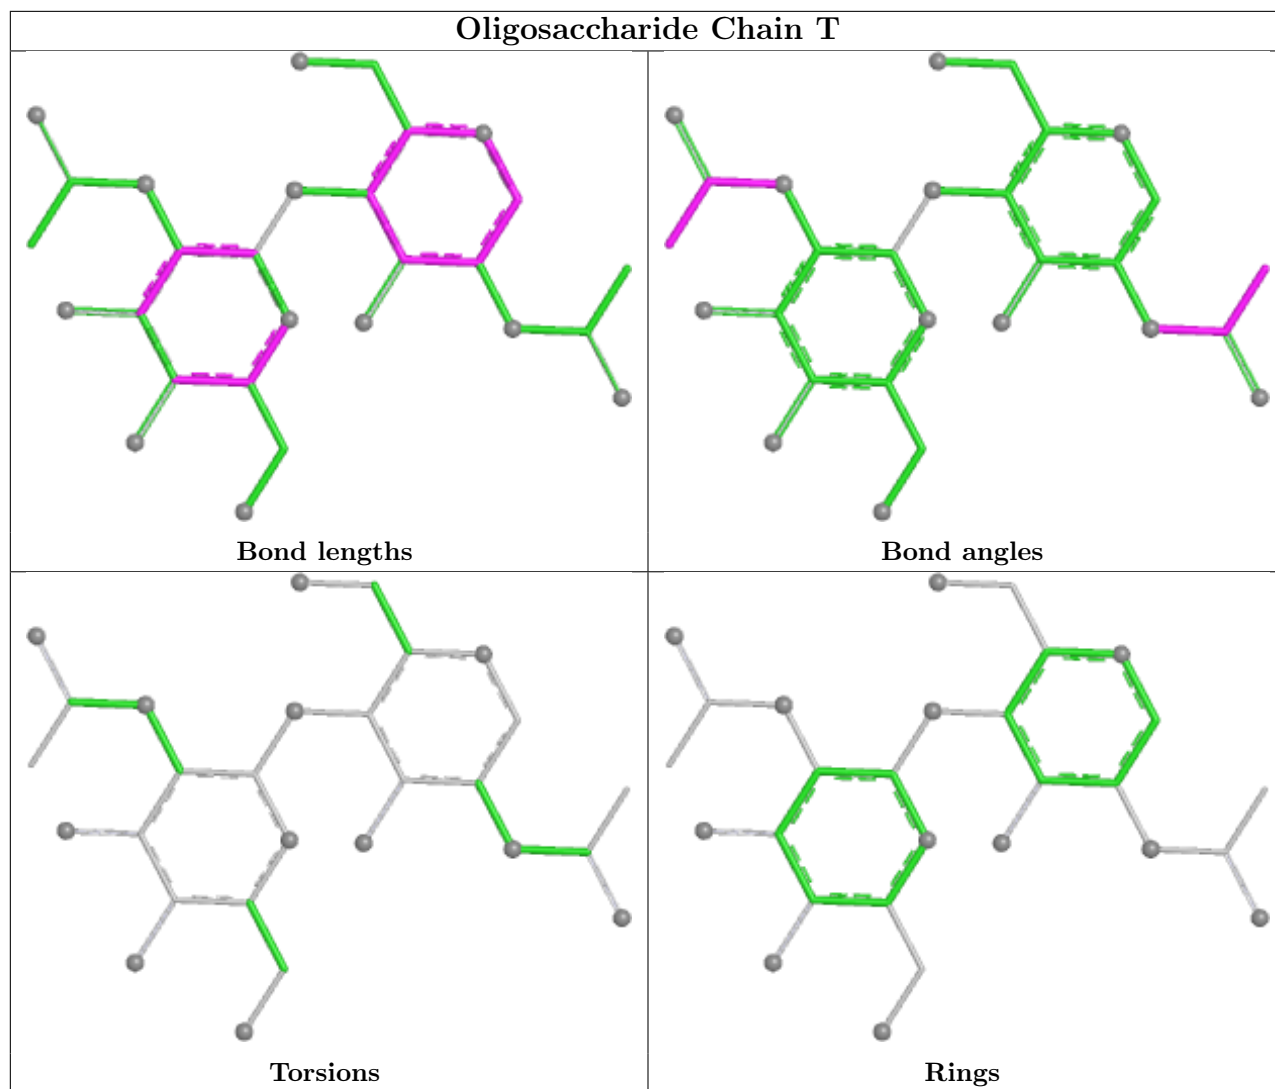 Oligosaccharide Chain T
Bond lengths
Bond angles
Torsions
Rings